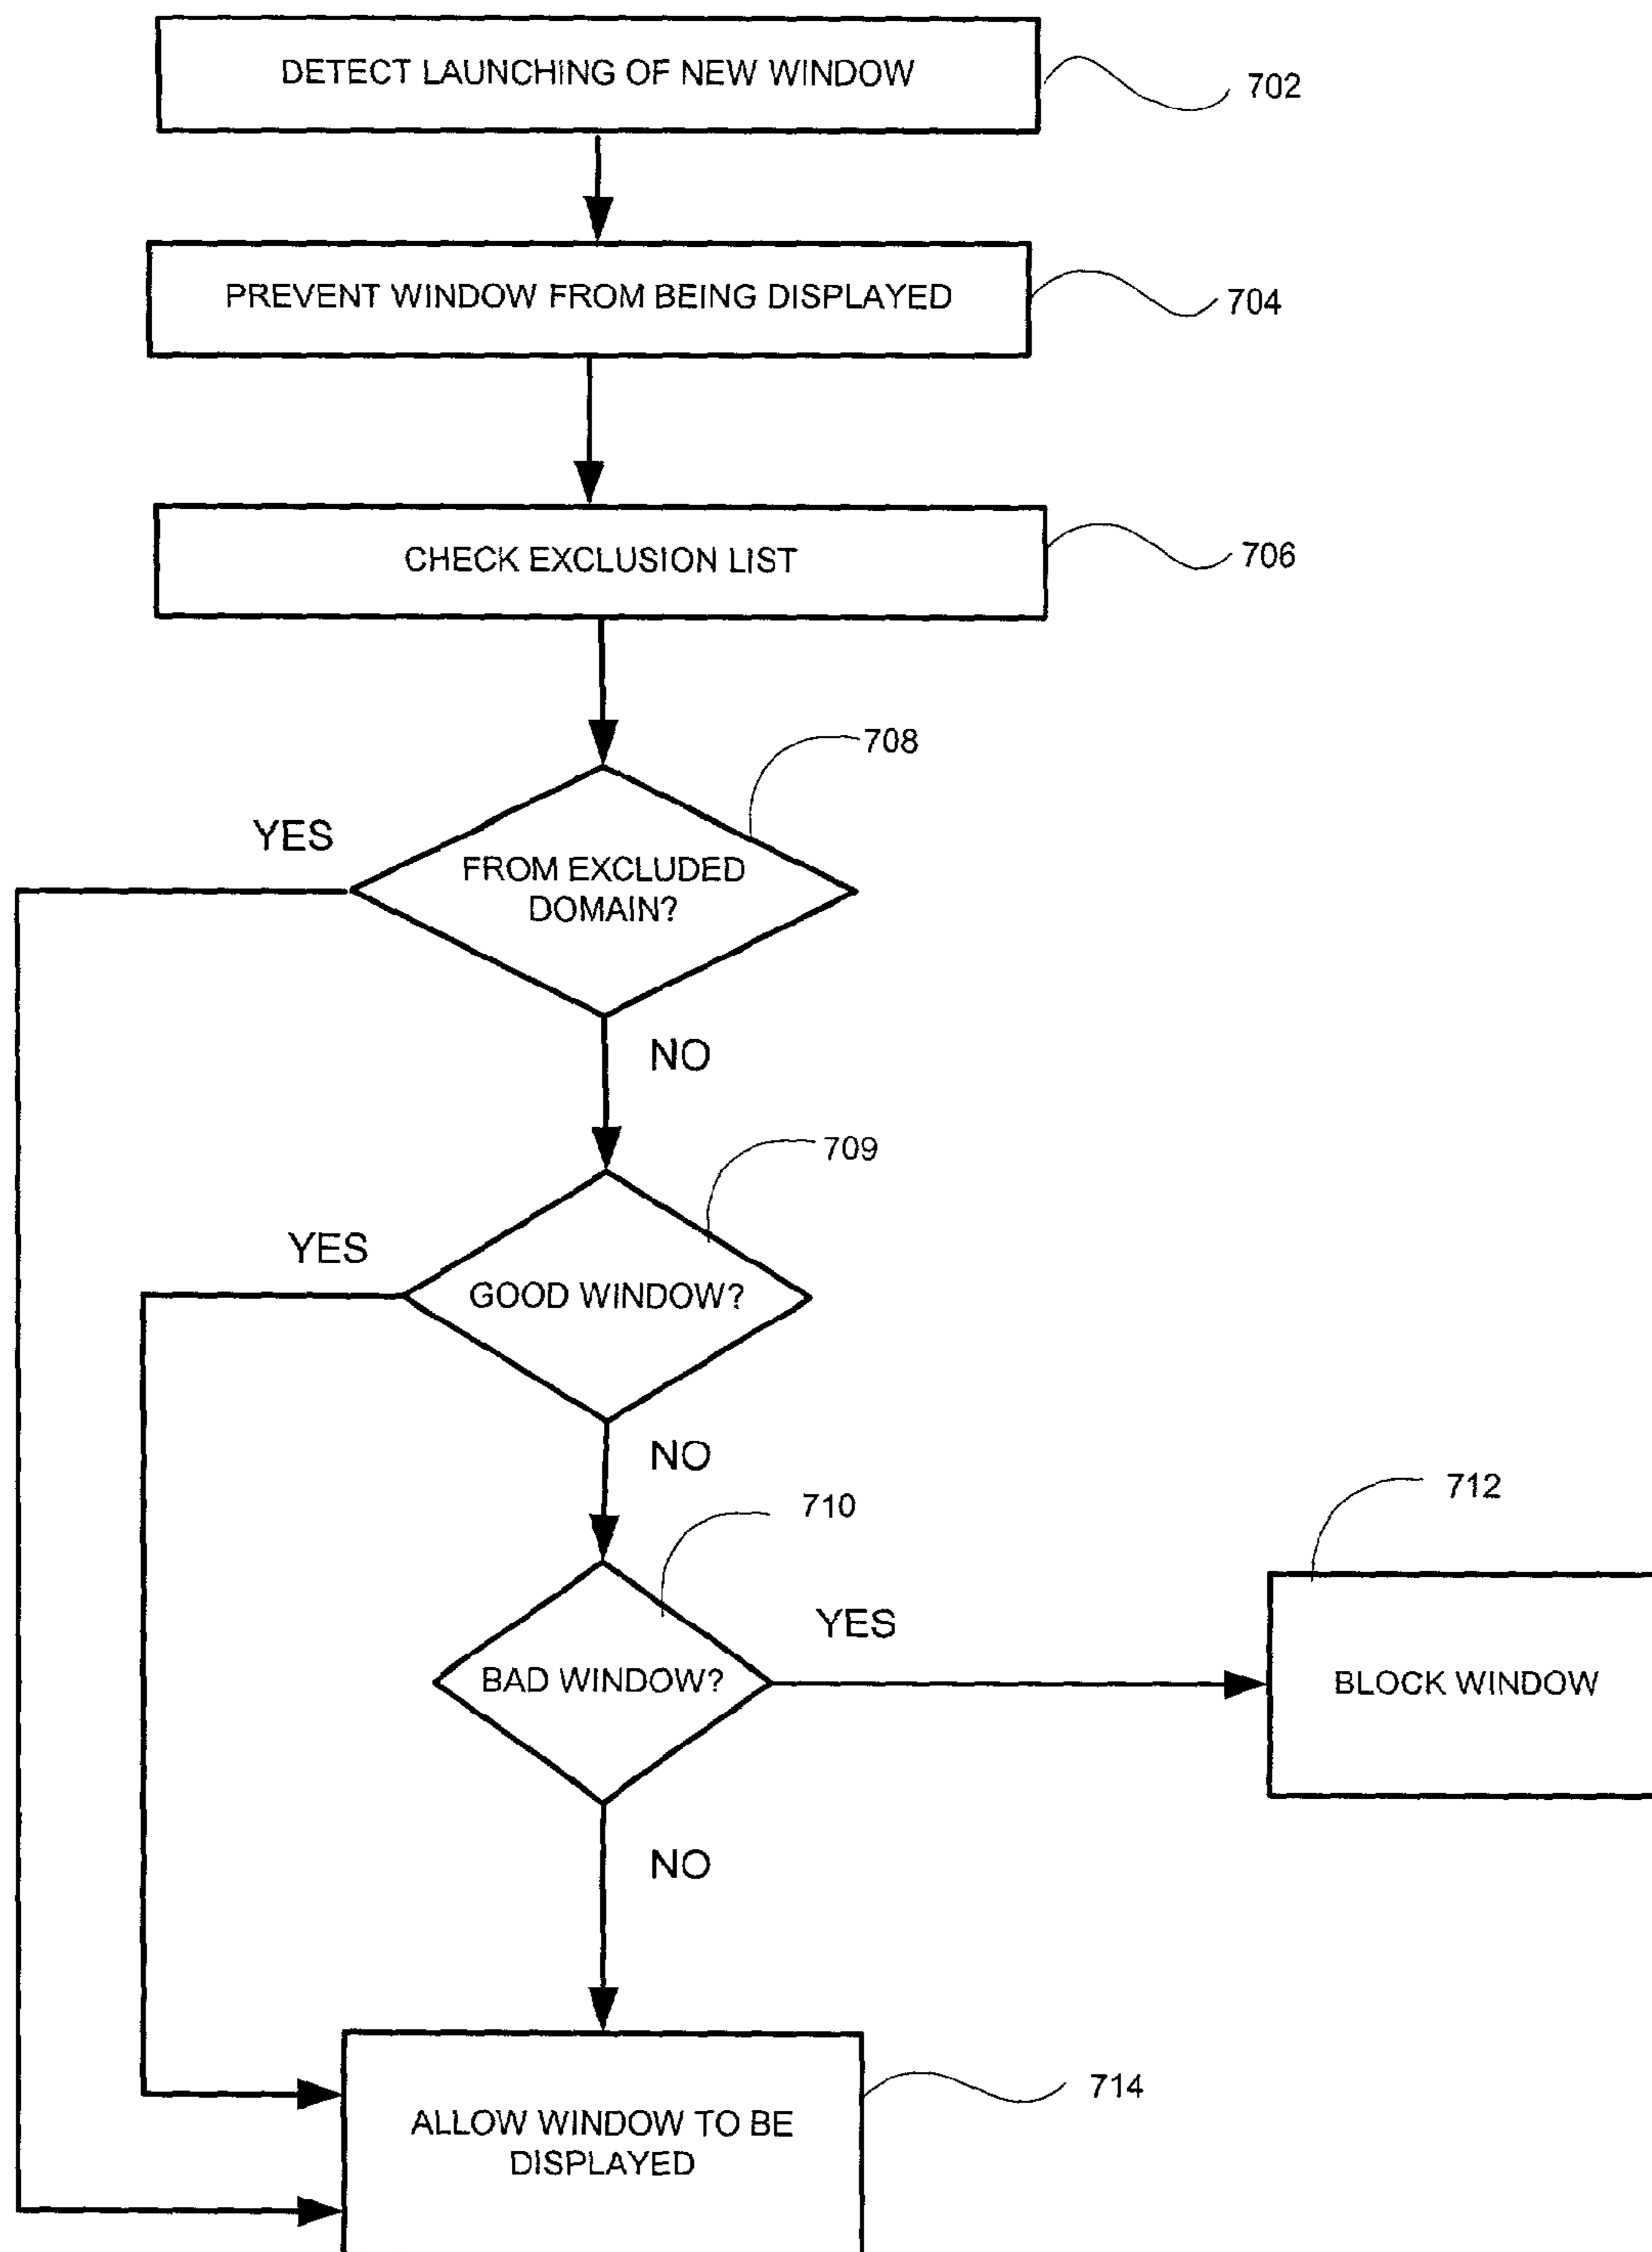 DETECT LAUNCHING OF NEW WINDOW
702
PREVENT WINDOW FROM BEING DISPLAYED
704
CHECK EXCLUSION LIST
706
708
YES
FROM EXCLUDED
DOMAIN?
NO
709
YES
GOOD WINDOW?
NO
710
712
YES
BAD WINDOW?
BLOCK WINDOW
NO
714
ALLOW WINDOW TO BE
DISPLAYED